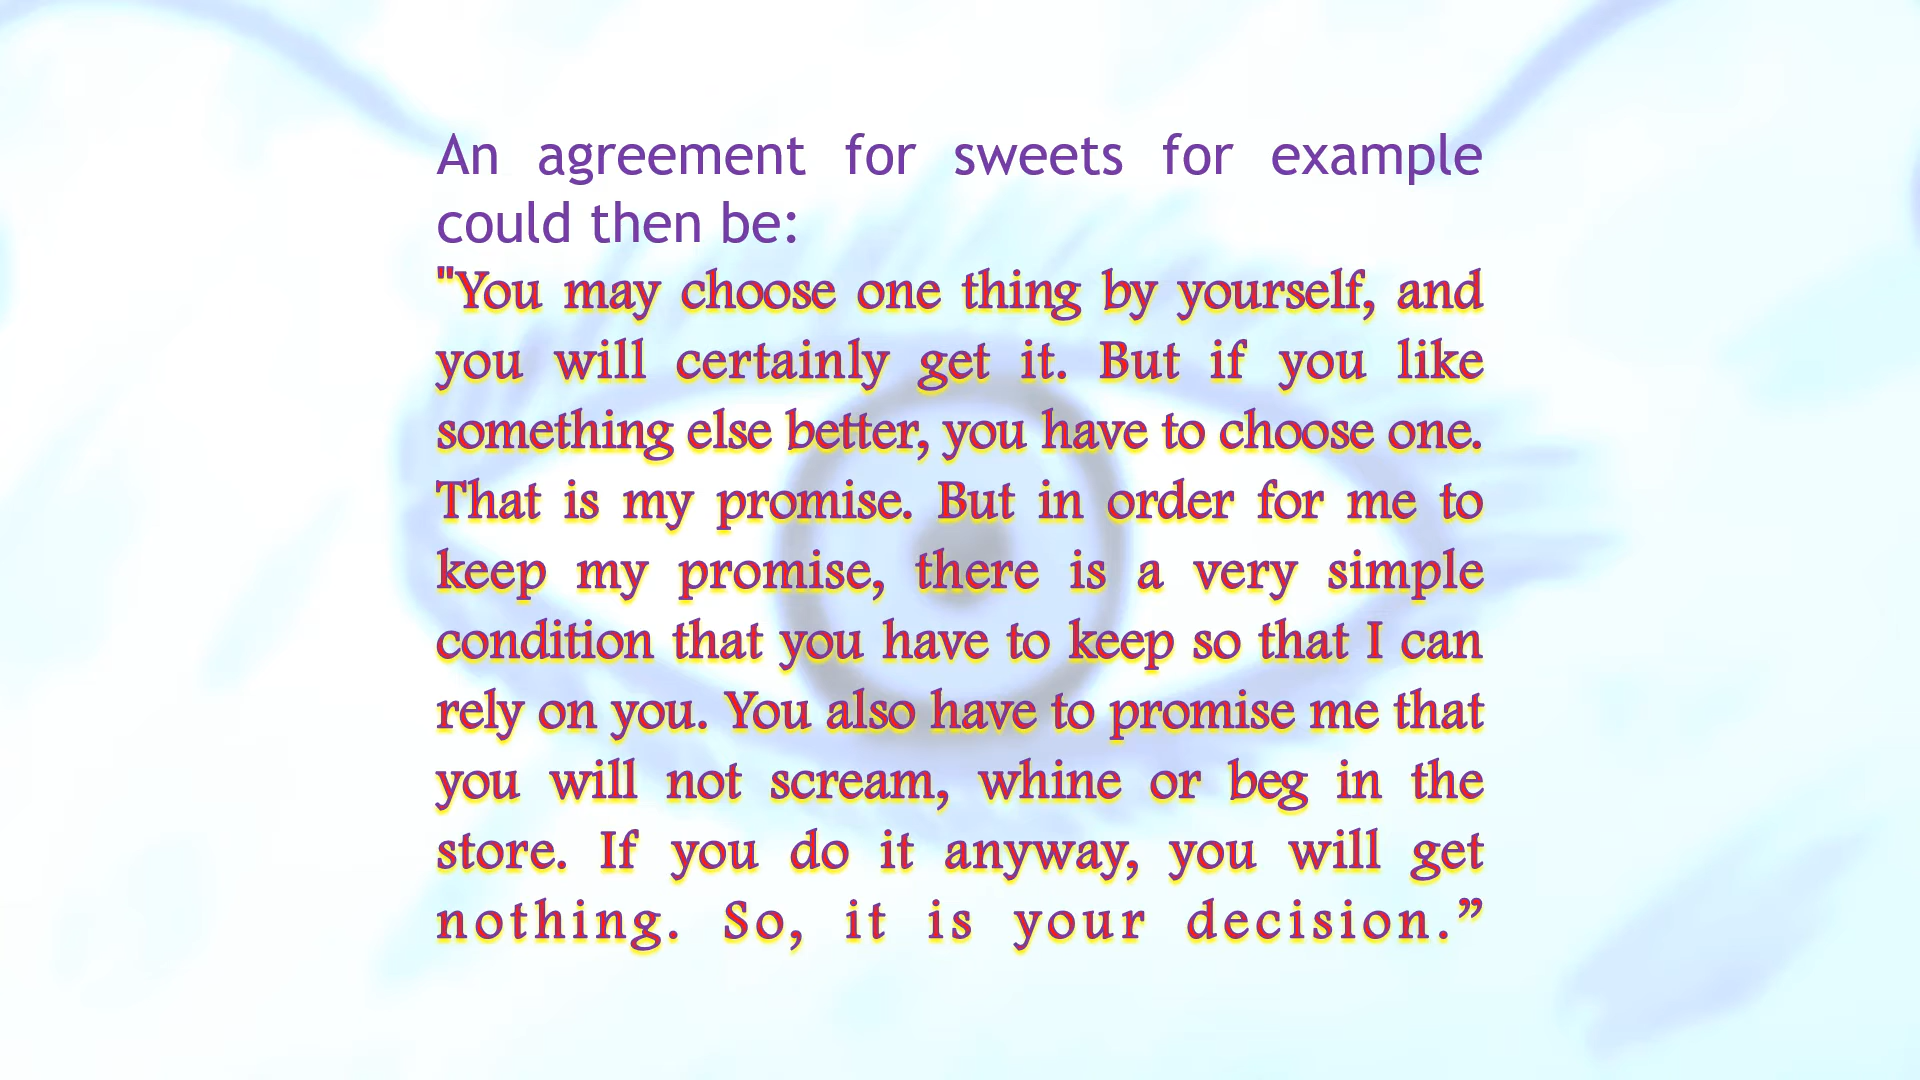 An agreement for sweets for example
could then be:
"You may choose one thing by yourself, and
you will certainly get it. But if you like
something else better, you have to choose one.
That is my promise. But in order for me to
keep my promise, there is a very simple
condition that you have to keep so that I can
rely on you. You also have to promise me that
you will not scream, whine or beg in the
store. If you do it anyway, you will get
nothing. So, it is your decision.”